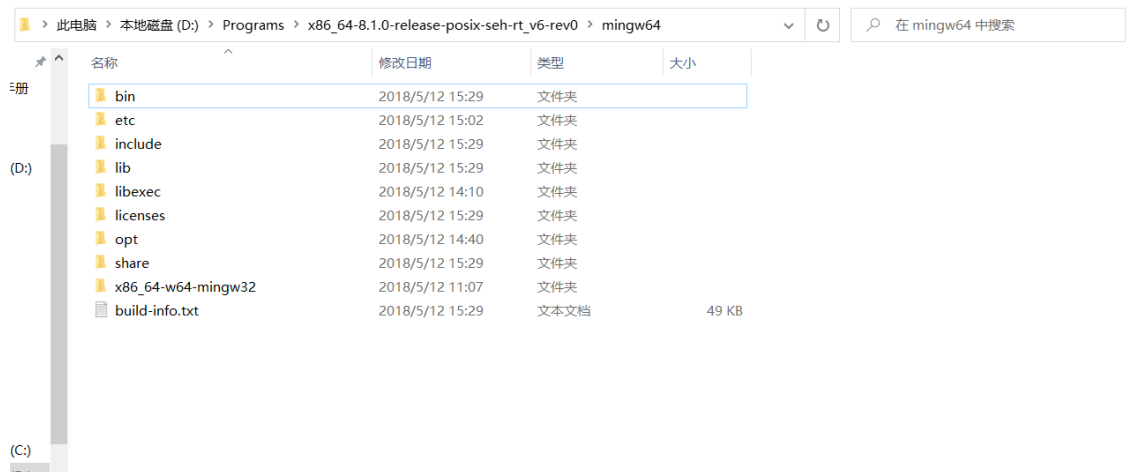 此电脑 > 本地磁盘 (D:) > Programs > x86_64-8.1.0-release-posix-seh-rt_v6-rev0 > mingw64 在 mingw64 中搜索
名称 修改日期 类型 大小
手册
bin 2018/5/12 15:29 文件夹
etc 2018/5/12 15:02 文件夹
include 2018/5/12 15:29 文件夹
(D:) lib 2018/5/12 15:29 文件夹
libexec 2018/5/12 14:10 文件夹
licenses 2018/5/12 15:29 文件夹
opt 2018/5/12 14:40 文件夹
share 2018/5/12 15:29 文件夹
x86_64-w64-mingw32 2018/5/12 11:07 文件夹
build-info.txt 2018/5/12 15:29 文本文档 49 KB
(C:)